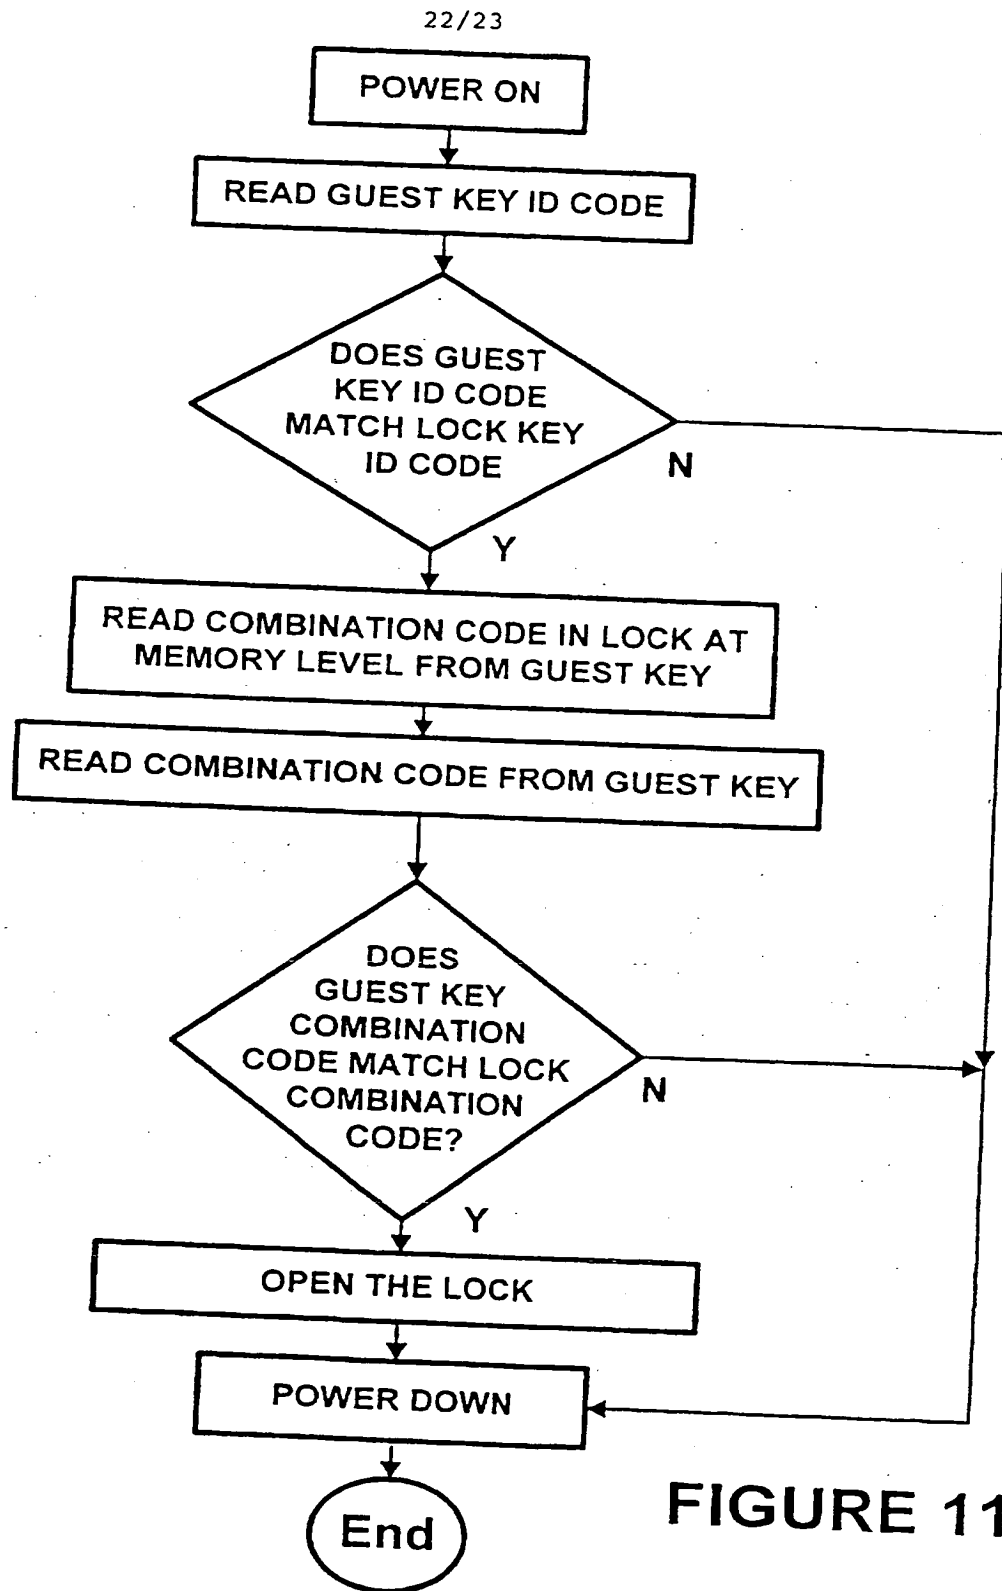 22/23
POWER ON
READ GUEST KEY ID CODE
DOES GUEST
KEY ID CODE
MATCH LOCK KEY
ID CODE
N
Y
READ COMBINATION CODE IN LOCK AT
MEMORY LEVEL FROM GUEST KEY
READ COMBINATION CODE FROM GUEST KEY
DOES
GUEST KEY
COMBINATION
CODE MATCH LOCK
COMBINATION
CODE?
N
Y
OPEN THE LOCK
POWER DOWN
End
FIGURE 11